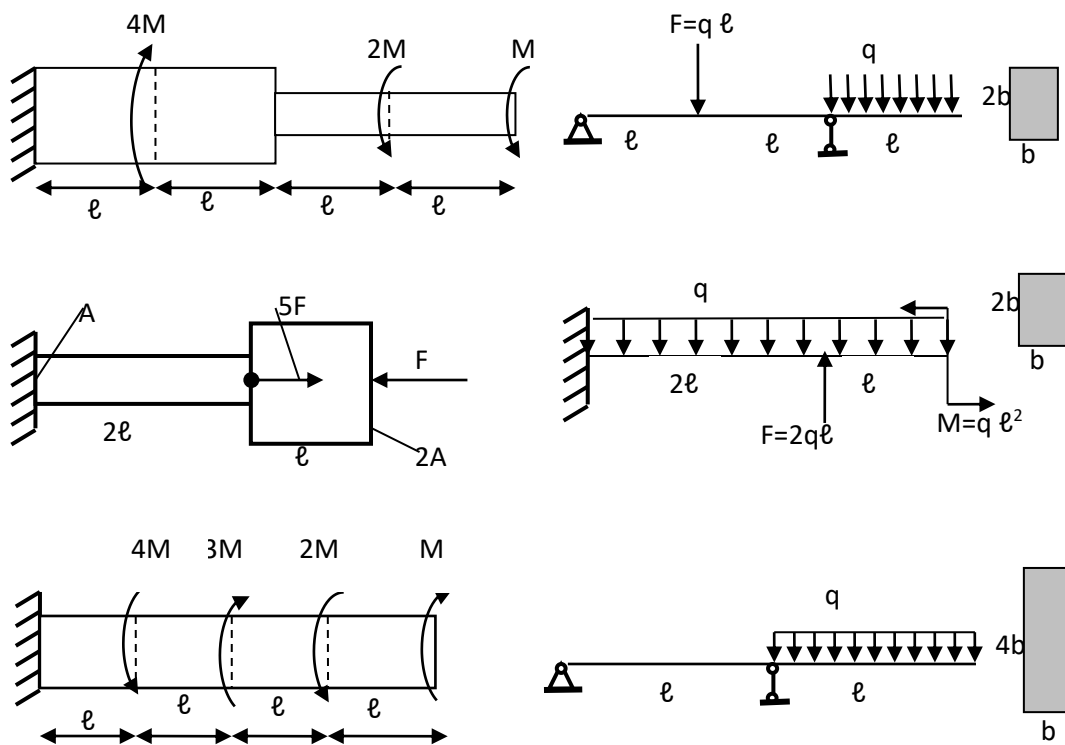 4M 2M M
ℓ ℓ ℓ ℓ
F=q ℓ
q
ℓ ℓ ℓ
2b
b
A 5F F
2ℓ ℓ 2A
q
2ℓ ℓ
F=2qℓ
M=q ℓ²
2b
b
4M 3M 2M M
ℓ ℓ ℓ ℓ
q
ℓ ℓ
4b
b